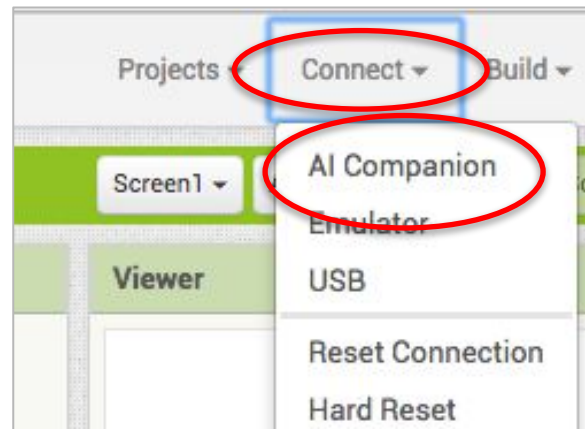 Projects Connect Build
Screen1
AI Companion
Emulator
Viewer
USB
Reset Connection
Hard Reset